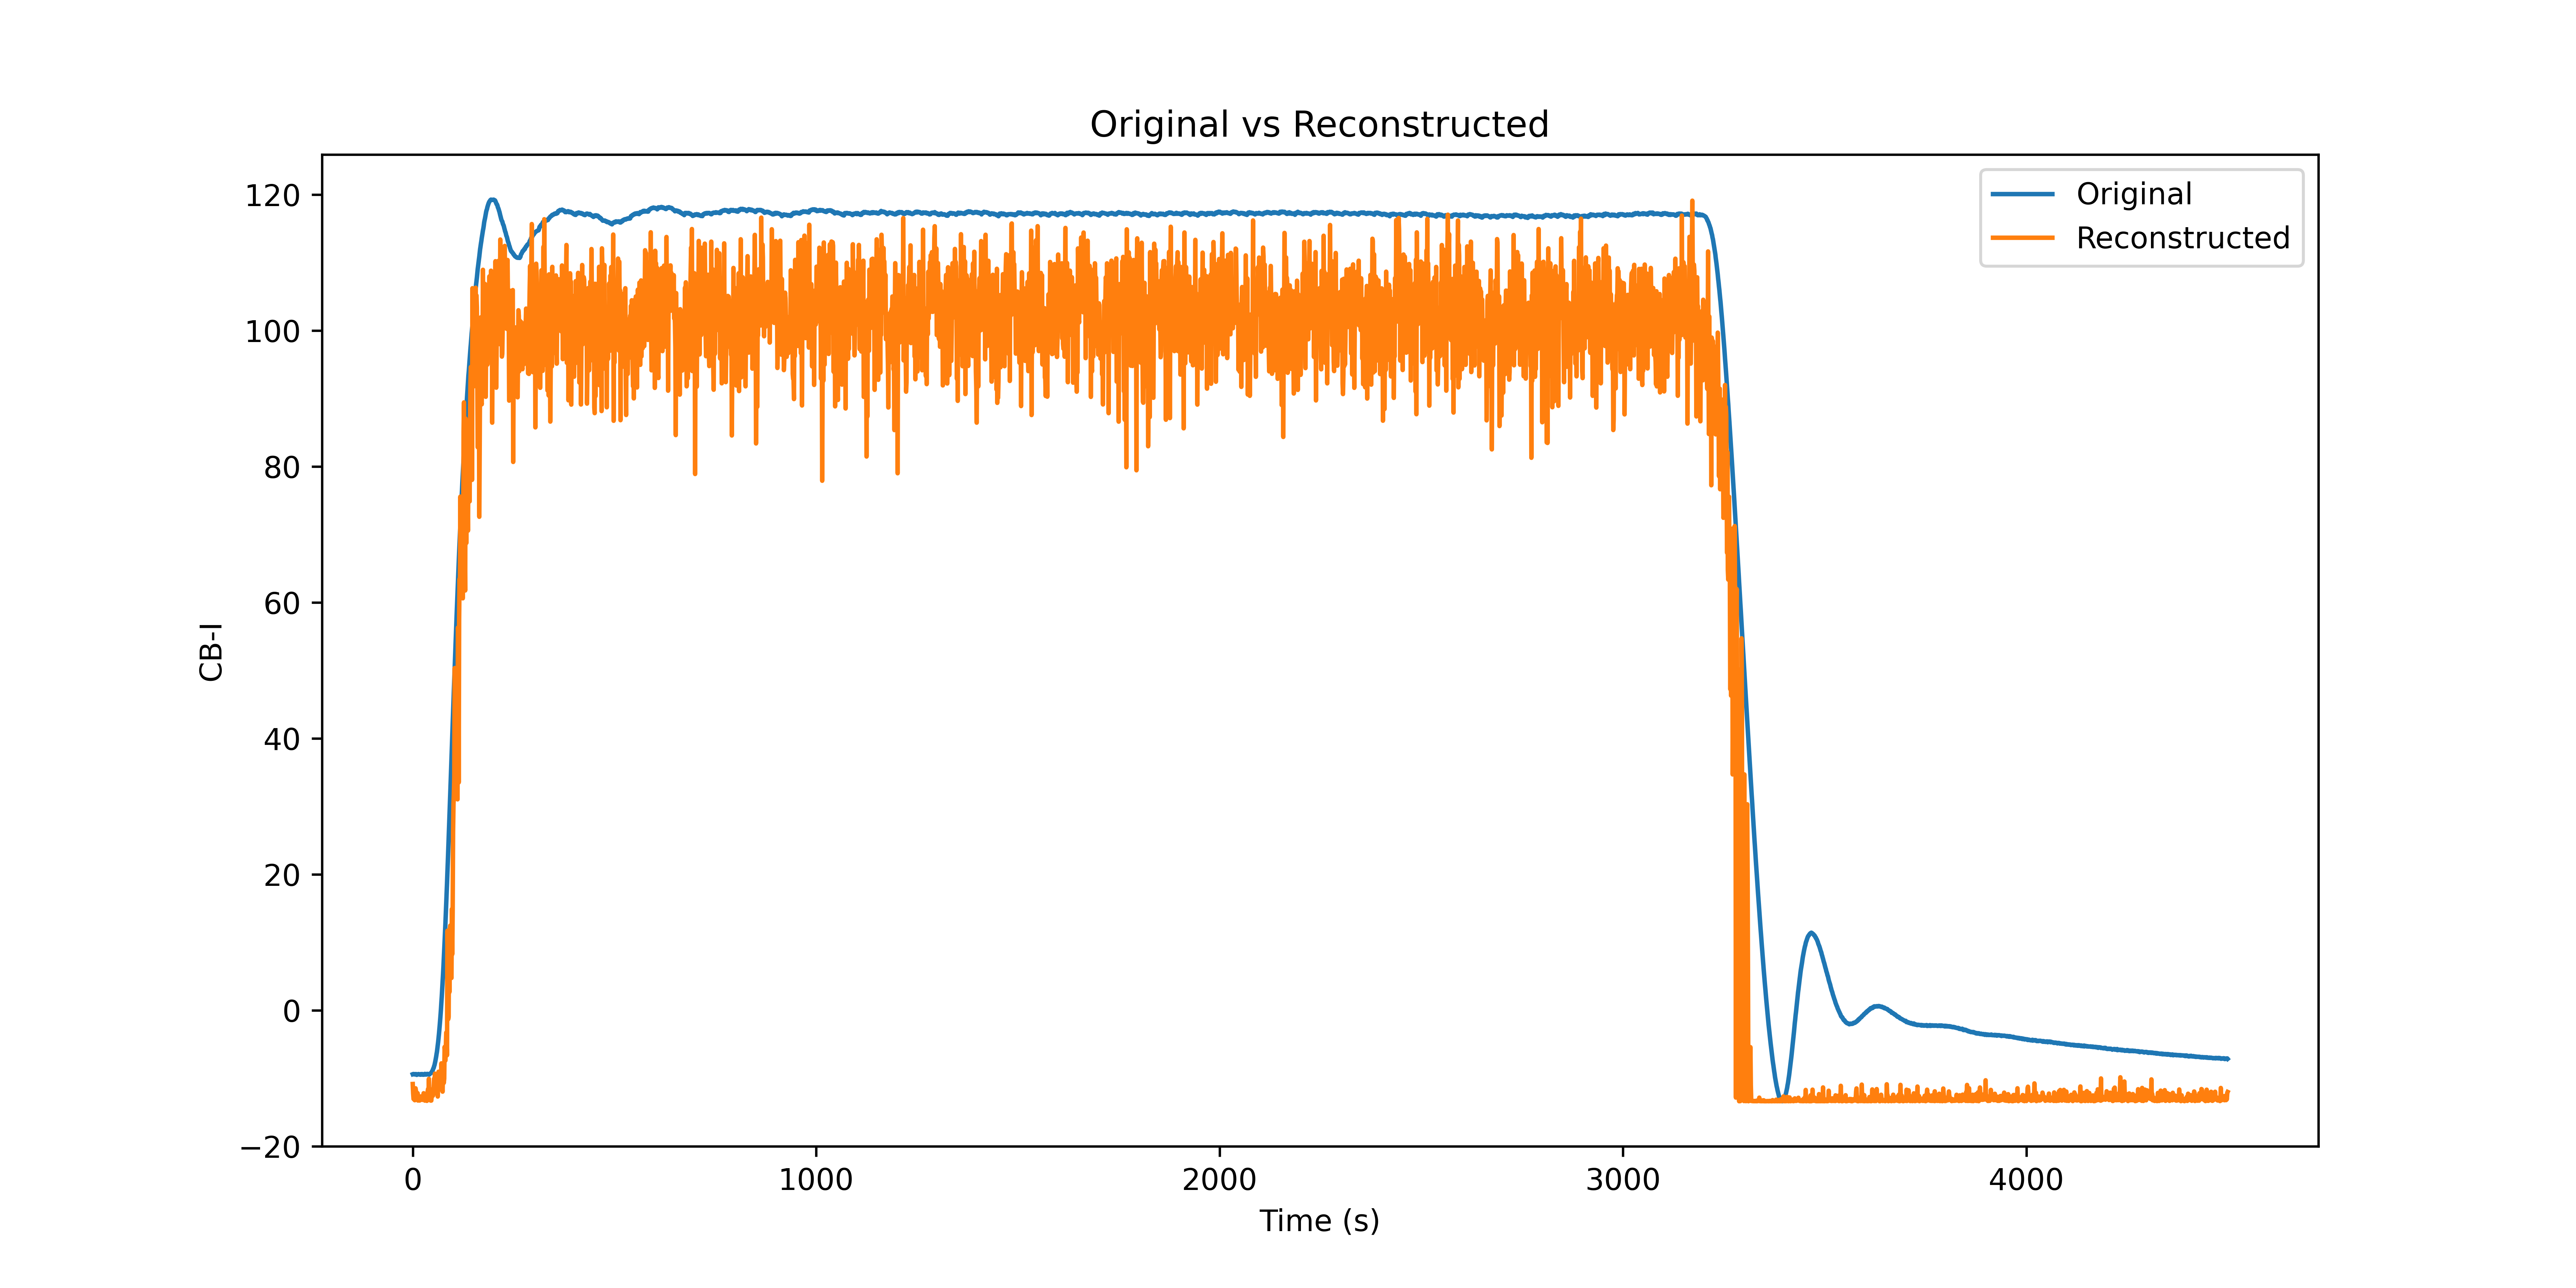 Original vs Reconstructed
Original
Reconstructed
120
100
80
60
40
20
0
−20
CB-I
0 1000 2000 3000 4000
Time (s)